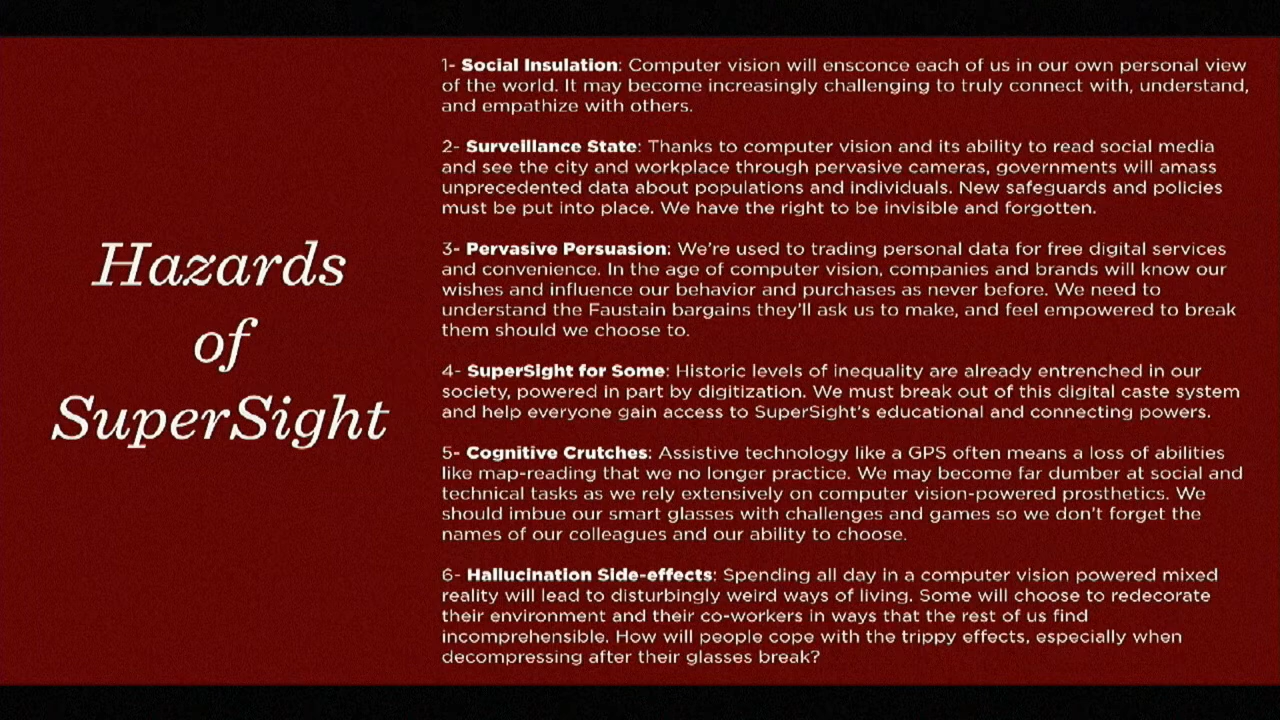 Hazards
of
SuperSight
1- Social Insulation: Computer vision will ensconce each of us in our own personal view
of the world. It may become increasingly challenging to truly connect with, understand,
and empathize with others.
2- Surveillance State: Thanks to computer vision and its ability to read social media
and see the city and workplace through pervasive cameras, governments will amass
unprecedented data about populations and individuals. New safeguards and policies
must be put into place. We have the right to be invisible and forgotten.
3- Pervasive Persuasion: We're used to trading personal data for free digital services
and convenience. In the age of computer vision, companies and brands will know our
wishes and influence our behavior and purchases as never before. We need to
understand the Faustain bargains they'll ask us to make, and feel empowered to break
them should we choose to.
4- SuperSight for Some: Historic levels of inequality are already entrenched in our
society, powered in part by digitization. We must break out of this digital caste system
and help everyone gain access to SuperSight's educational and connecting powers.
5- Cognitive Crutches: Assistive technology like a GPS often means a loss of abilities
like map-reading that we no longer practice. We may become far dumber at social and
technical tasks as we rely extensively on computer vision-powered prosthetics. We
should imbue our smart glasses with challenges and games so we don't forget the
names of our colleagues and our ability to choose.
6- Hallucination Side-effects: Spending all day in a computer vision powered mixed
reality will lead to disturbingly weird ways of living. Some will choose to redecorate
their environment and their co-workers in ways that the rest of us find
incomprehensible. How will people cope with the trippy effects, especially when
decompressing after their glasses break?